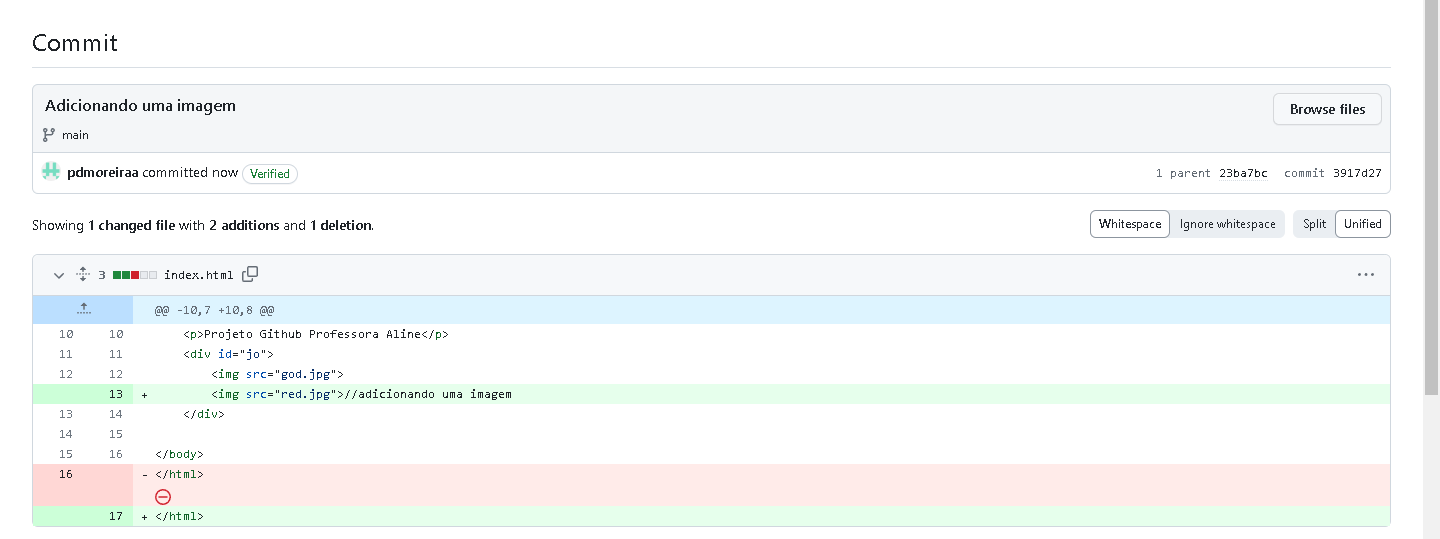 Commit
Adicionando uma imagem
Browse files
main
pdmoreiraa committed now Verified
1 parent 23ba7bc commit 3917d27
Showing 1 changed file with 2 additions and 1 deletion.
Whitespace Ignore whitespace Split Unified
3 index.html
@@ -10,7 +10,8 @@
10 10 <p>Projeto Github Professora Aline</p>
11 11 <div id="jo">
12 12 <img src="god.jpg">
13 + <img src="red.jpg">//adicionando uma imagem
13 14 </div>
14 15
15 16 </body>
16 - </html>
17 + </html>